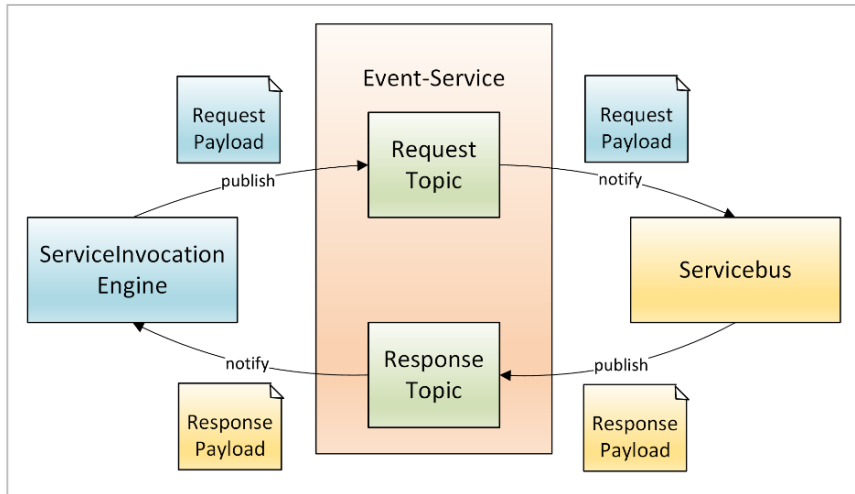 Event-Service
Request
Payload
Request
Payload
Request
Topic
publish
notify
ServiceInvocation
Engine
Servicebus
Response
Topic
notify
publish
Response
Payload
Response
Payload